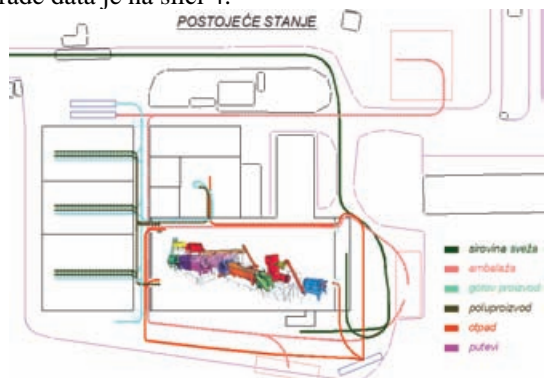 rade data je na slici 4.
POSTOJEĆE STANJE
sirovina sveža
ambalaža
gotov proizvod
poluproizvod
otpad
putevi